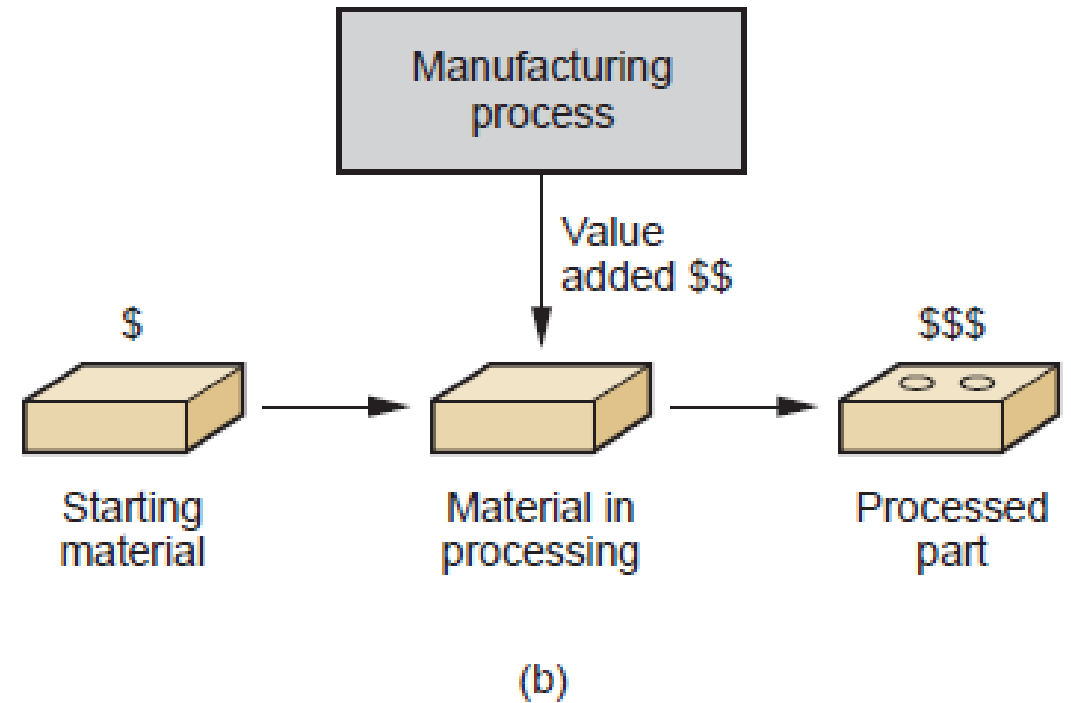 Manufacturing
process
Value
added $$
$
$$$
Starting
material
Material in
processing
Processed
part
(b)